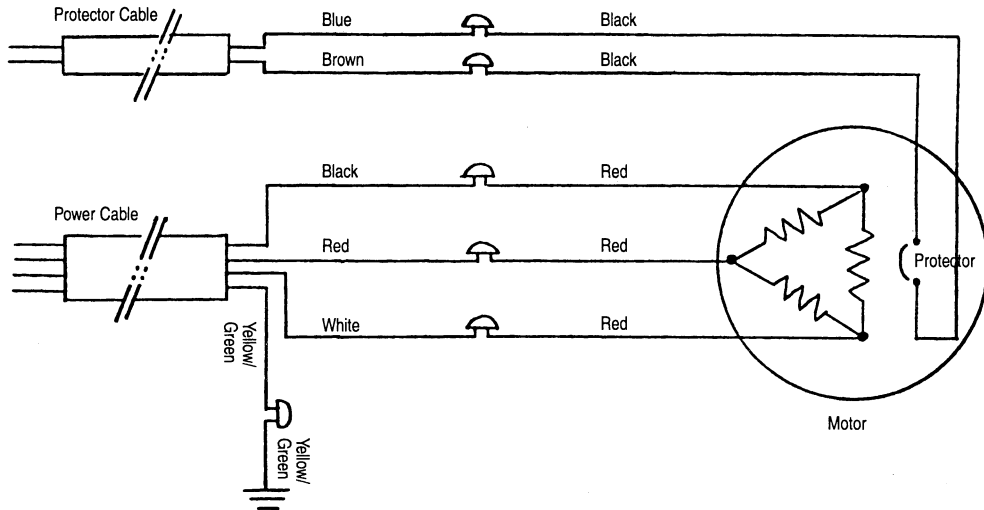 Protector Cable
Blue
Black
Brown
Black
Black
Red
Power Cable
Red
Red
Protector
White
Red
Yellow/
Green
Motor
Yellow/
Green